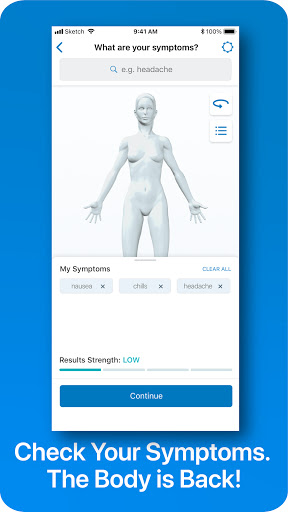 Sketch
9:41 AM
100%
What are your symptoms?
e.g. headache
My Symptoms
CLEAR ALL
nausea ×
chills ×
headache ×
Results Strength: LOW
Continue
Check Your Symptoms.
The Body is Back!